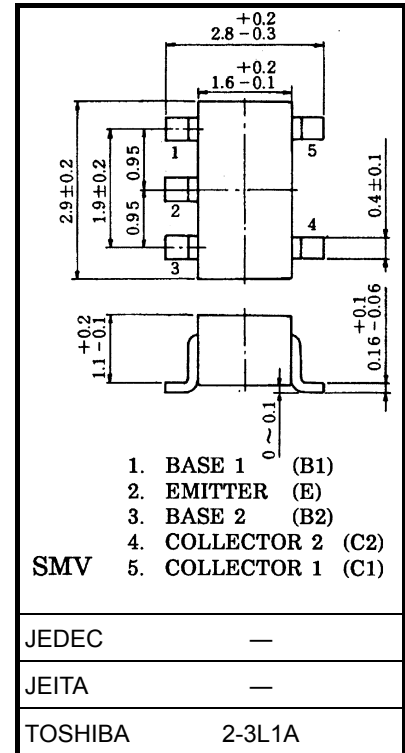 +0.2
2.8 −0.3
+0.2
1.6 −0.1
2.9±0.2
1.9±0.2
0.95
0.95
1
2
3
5
4
0.4±0.1
+0.2
1.1−0.1
+0.1
0.16−0.06
0 ~ 0.1
1. BASE 1 (B1)
2. EMITTER (E)
3. BASE 2 (B2)
4. COLLECTOR 2 (C2)
SMV 5. COLLECTOR 1 (C1)
JEDEC —
JEITA —
TOSHIBA 2-3L1A